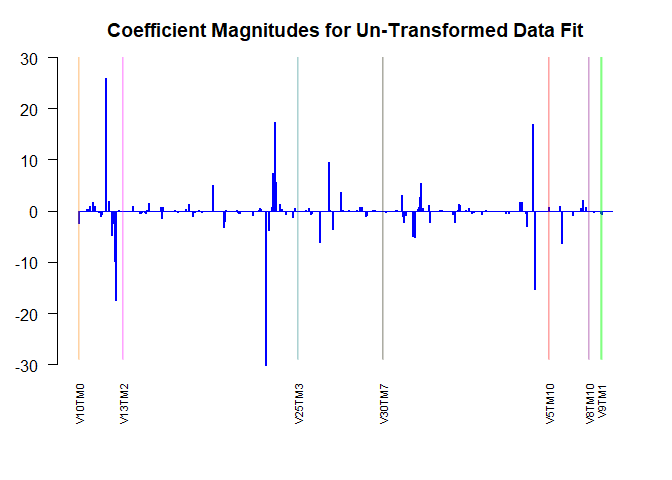 Coefficient Magnitudes for Un-Transformed Data Fit
30
20
10
0
-10
-20
-30
V10TM0
V13TM2
V25TM3
V30TM7
V5TM10
V8TM10
V9TM1